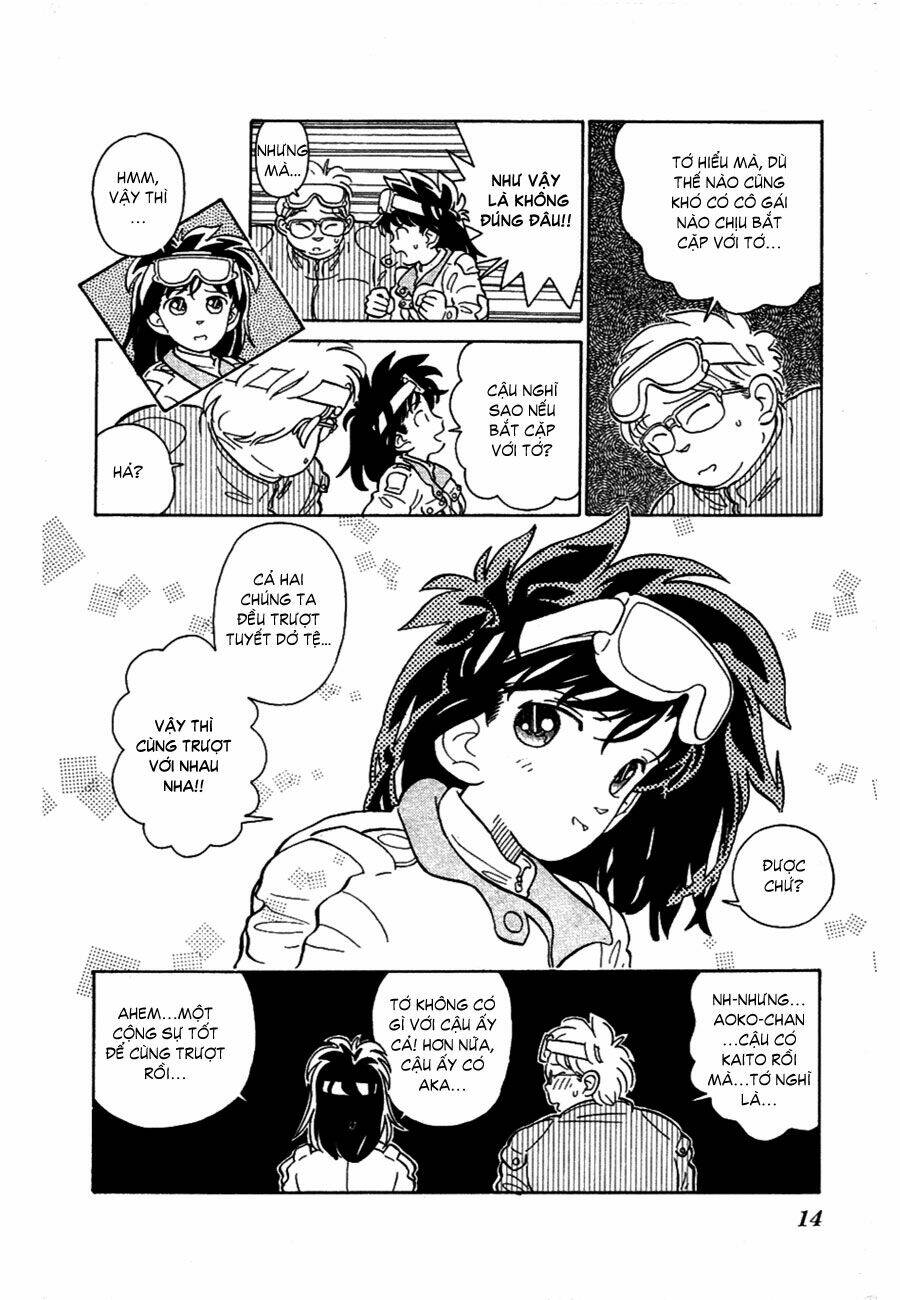 TỚ HIỂU MÀ, DÙ
THẾ NÀO CŨNG
KHÓ CÓ CÔ GÁI
NÀO CHỊU BẮT
CẶP VỚI TỚ...
NHƯ VẬY
LÀ KHÔNG
ĐÚNG ĐÂU!!
NHƯNG
MÀ...
HMM,
VẬY THÌ
...
CẬU NGHĨ
SAO NẾU
BẮT CẶP
VỚI TỚ?
HẢ?
CẢ HAI
CHÚNG TA
ĐỀU TRƯỢT
TUYẾT DỞ TỆ...
VẬY THÌ
CÙNG TRƯỢT
VỚI NHAU
NHA!!
ĐƯỢC
CHỨ?
NH-NHƯNG...
AOKO-CHAN
...CẬU CÓ
KAITO RỒI
MÀ...TỚ NGHĨ
LÀ...
TỚ KHÔNG CÓ
GÌ VỚI CẬU ẤY
CẢ! HƠN NỮA,
CẬU ẤY CÓ
AKA...
AHEM...MỘT
CỘNG SỰ TỐT
ĐỂ CÙNG TRƯỢT
RỒI...
14